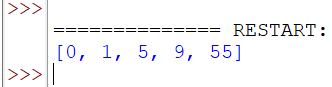 >>>
============== RESTART:
[0, 1, 5, 9, 55]
>>>